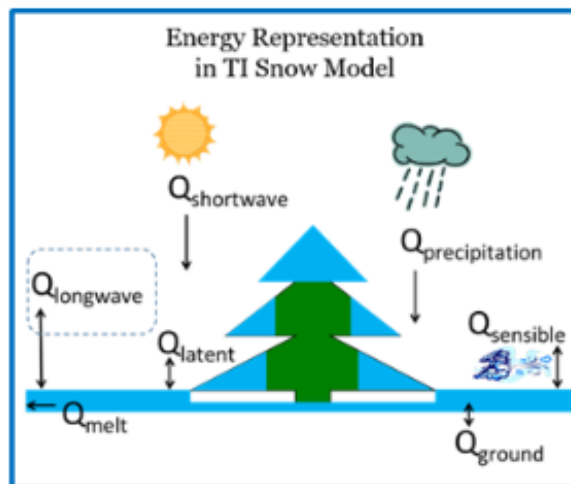 Energy Representation
in TI Snow Model
Qshortwave
Qprecipitation
Qlongwave
Qlatent
Qsensible
Qmelt
Qground